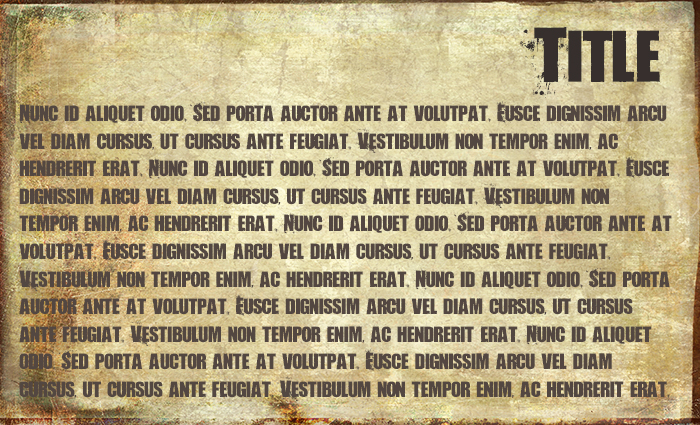 Title
Nunc id aliquet odio. Sed porta auctor ante at volutpat. Fusce dignissim arcu
vel diam cursus, ut cursus ante feugiat. Vestibulum non tempor enim, ac
hendrerit erat. Nunc id aliquet odio. Sed porta auctor ante at volutpat. Fusce
dignissim arcu vel diam cursus, ut cursus ante feugiat. Vestibulum non
tempor enim, ac hendrerit erat. Nunc id aliquet odio. Sed porta auctor ante at
volutpat. Fusce dignissim arcu vel diam cursus, ut cursus ante feugiat.
Vestibulum non tempor enim, ac hendrerit erat. Nunc id aliquet odio. Sed porta
auctor ante at volutpat. Fusce dignissim arcu vel diam cursus, ut cursus
ante feugiat. Vestibulum non tempor enim, ac hendrerit erat. Nunc id aliquet
odio. Sed porta auctor ante at volutpat. Fusce dignissim arcu vel diam
cursus, ut cursus ante feugiat. Vestibulum non tempor enim, ac hendrerit erat.